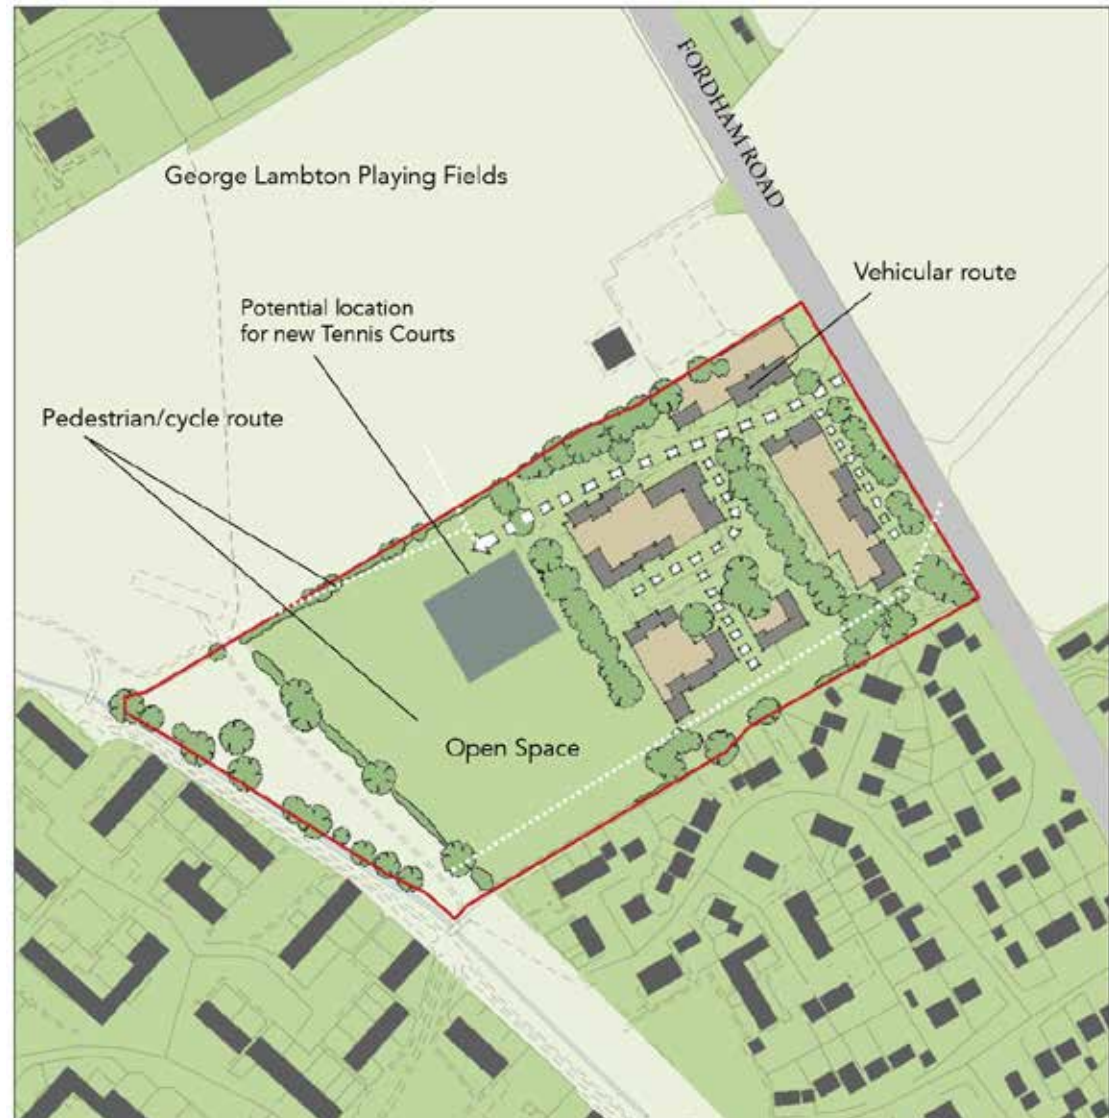 FORDHAM ROAD
George Lambton Playing Fields
Vehicular route
Potential location
for new Tennis Courts
Pedestrian/cycle route
Open Space